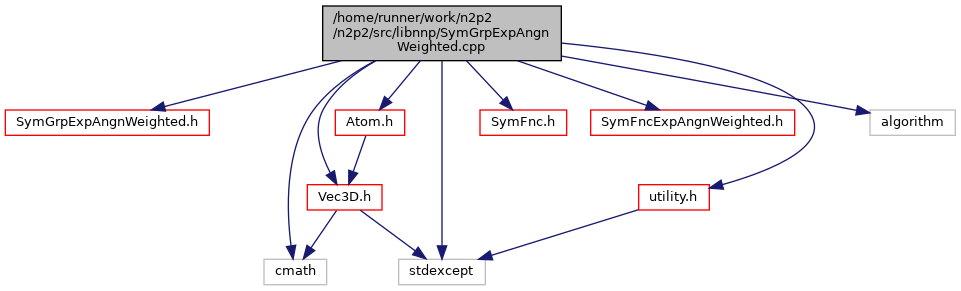 /home/runner/work/n2p2
/n2p2/src/libnnp/SymGrpExpAngn
Weighted.cpp
SymGrpExpAngnWeighted.h
Atom.h
SymFnc.h
SymFncExpAngnWeighted.h
algorithm
Vec3D.h
utility.h
cmath
stdexcept